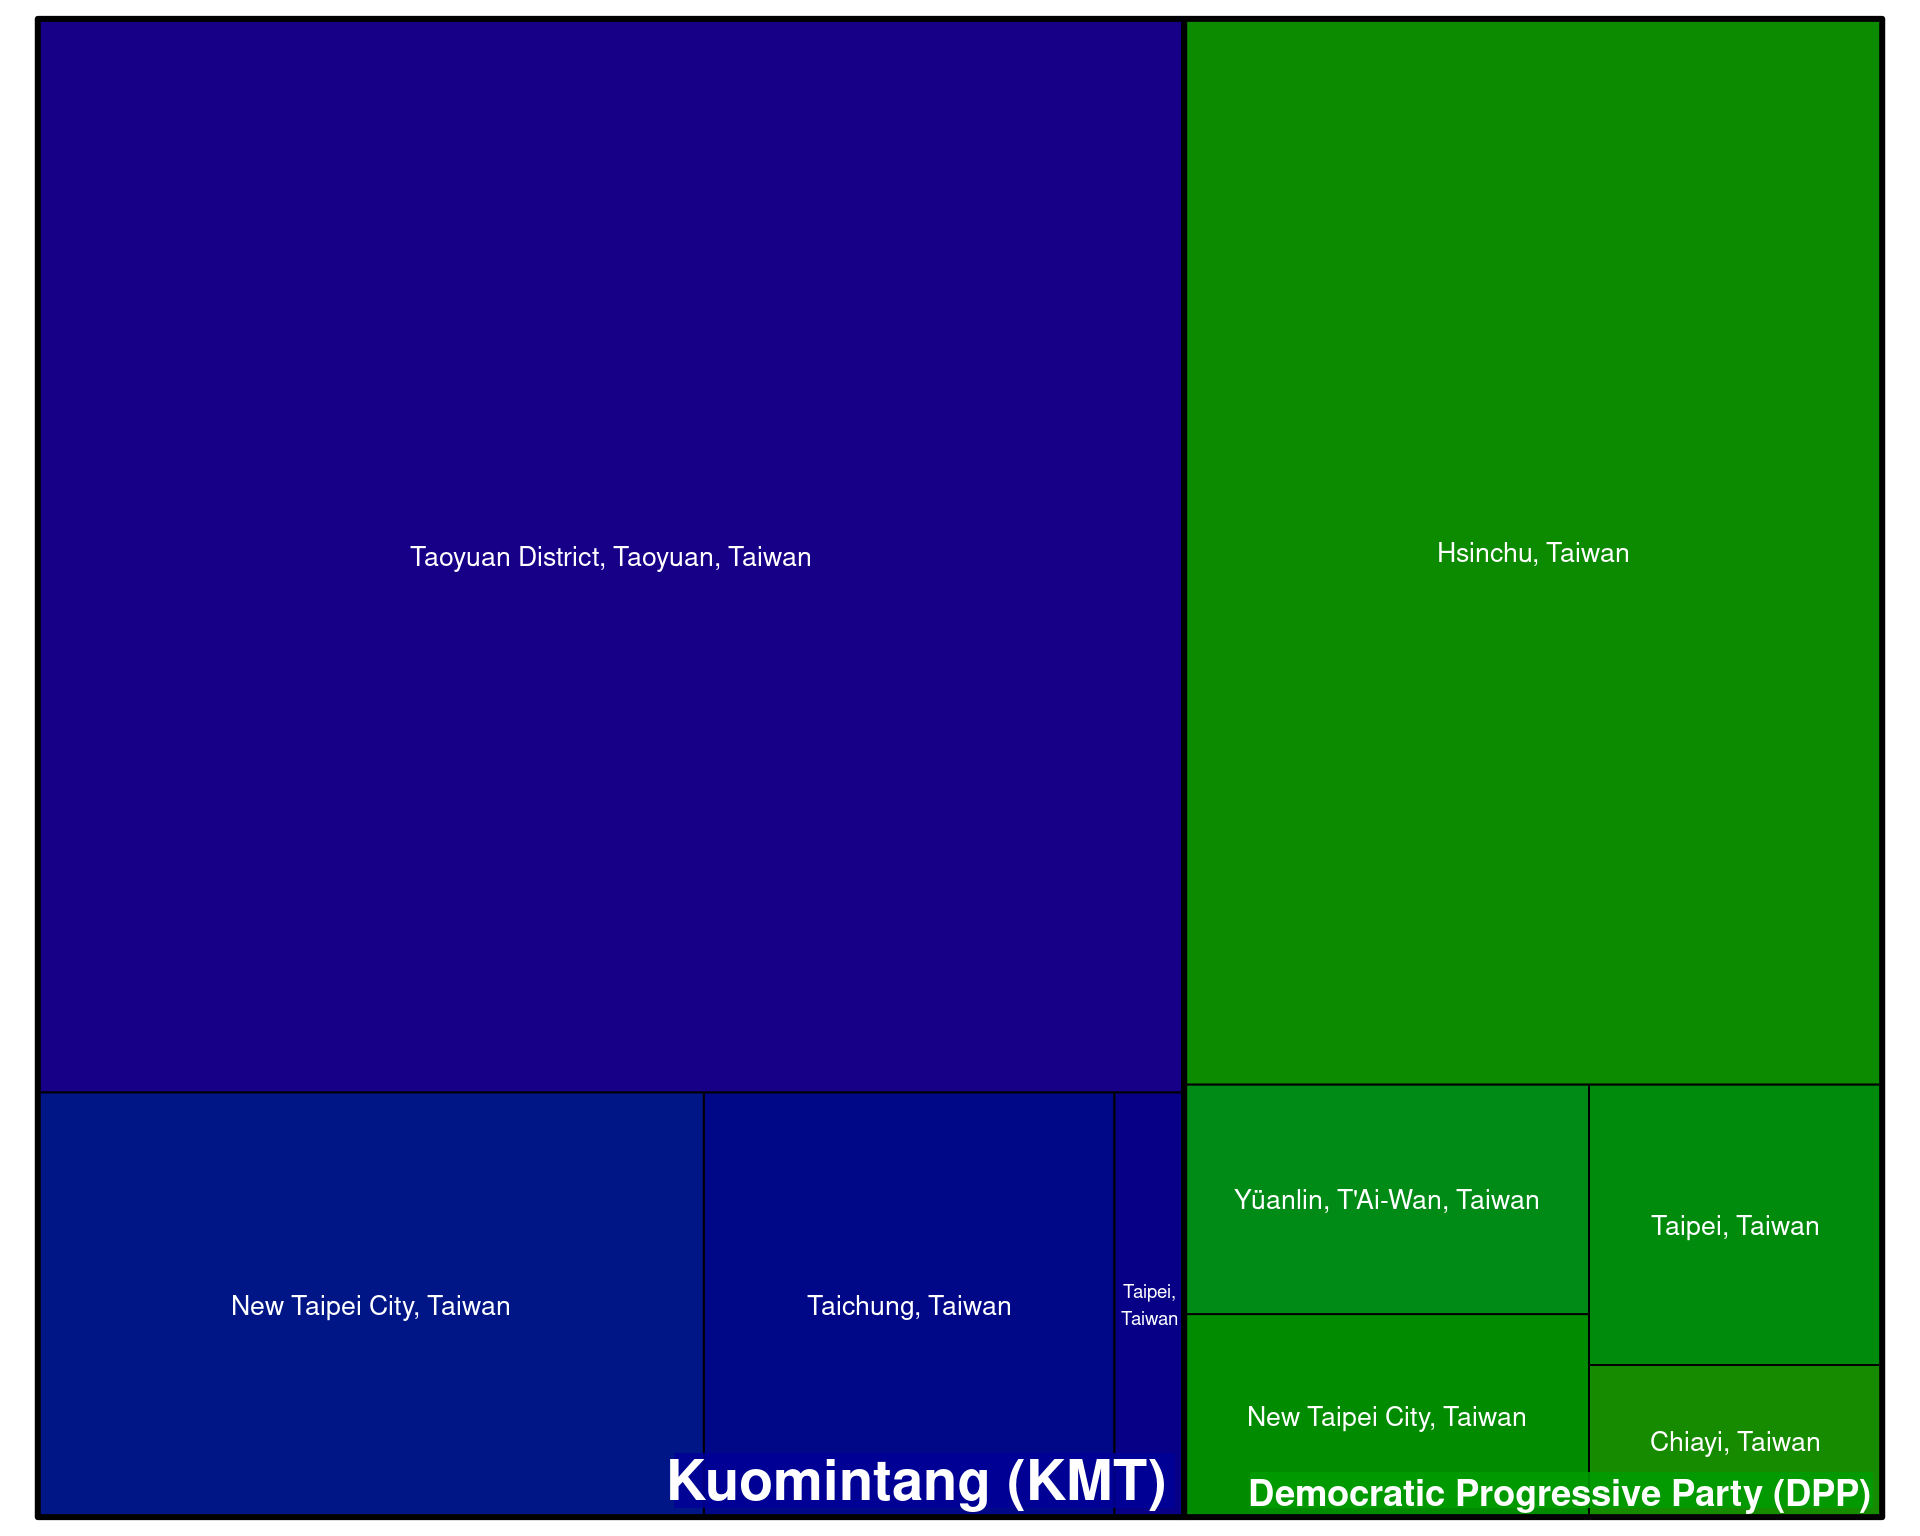 Taoyuan District, Taoyuan, Taiwan
New Taipei City, Taiwan
Taichung, Taiwan
Taipei,
Taiwan
Kuomintang (KMT)
Hsinchu, Taiwan
Yüanlin, T'Ai-Wan, Taiwan
Taipei, Taiwan
New Taipei City, Taiwan
Chiayi, Taiwan
Democratic Progressive Party (DPP)